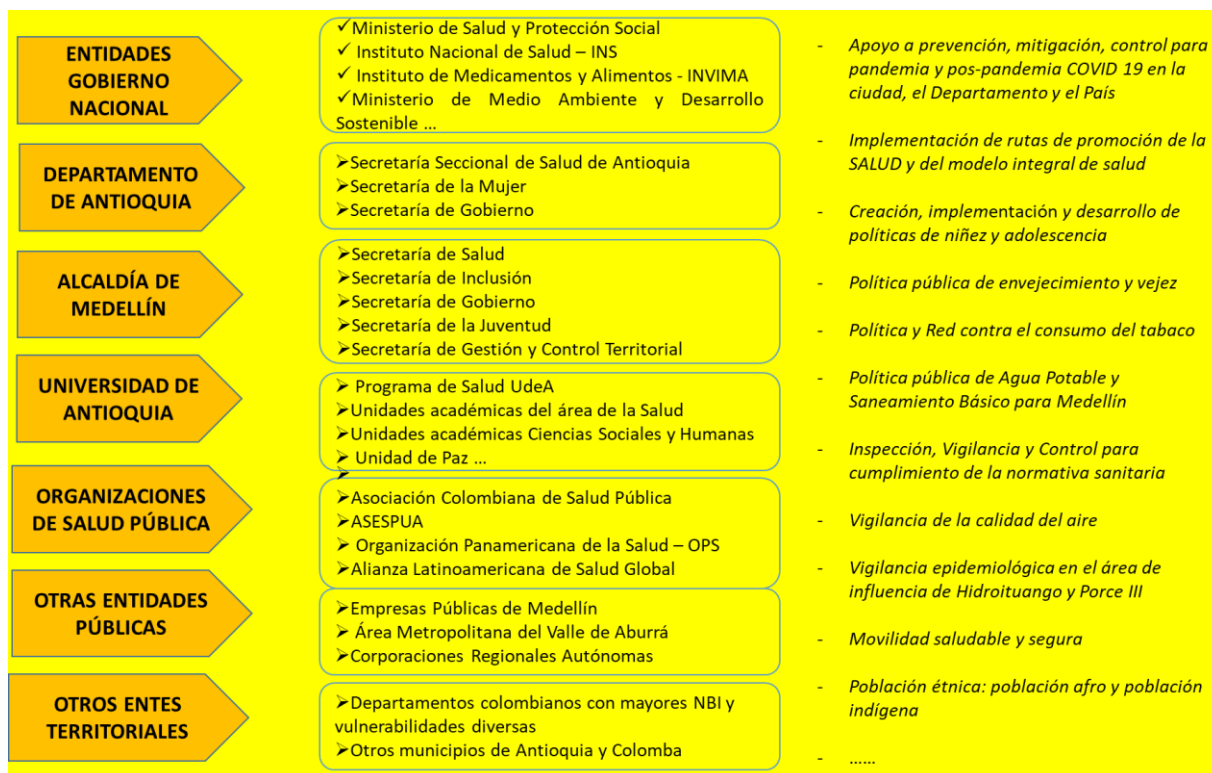 ENTIDADES
GOBIERNO
NACIONAL
✓Ministerio de Salud y Protección Social
✓ Instituto Nacional de Salud – INS
✓ Instituto de Medicamentos y Alimentos - INVIMA
✓Ministerio de Medio Ambiente y Desarrollo
Sostenible ...
DEPARTAMENTO
DE ANTIOQUIA
➢Secretaría Seccional de Salud de Antioquia
➢Secretaría de la Mujer
➢Secretaría de Gobierno
ALCALDÍA DE
MEDELLÍN
➢Secretaría de Salud
➢Secretaría de Inclusión
➢Secretaría de Gobierno
➢Secretaría de la Juventud
➢Secretaría de Gestión y Control Territorial
UNIVERSIDAD DE
ANTIOQUIA
➢ Programa de Salud UdeA
➢Unidades académicas del área de la Salud
➢Unidades académicas Ciencias Sociales y Humanas
➢ Unidad de Paz ...
➢
ORGANIZACIONES
DE SALUD PÚBLICA
➢Asociación Colombiana de Salud Pública
➢ASESPUA
➢ Organización Panamericana de la Salud – OPS
➢Alianza Latinoamericana de Salud Global
OTRAS ENTIDADES
PÚBLICAS
➢Empresas Públicas de Medellín
➢ Área Metropolitana del Valle de Aburrá
➢Corporaciones Regionales Autónomas
OTROS ENTES
TERRITORIALES
➢Departamentos colombianos con mayores NBI y
vulnerabilidades diversas
➢Otros municipios de Antioquia y Colomba
- Apoyo a prevención, mitigación, control para
pandemia y pos-pandemia COVID 19 en la
ciudad, el Departamento y el País
- Implementación de rutas de promoción de la
SALUD y del modelo integral de salud
- Creación, implementación y desarrollo de
políticas de niñez y adolescencia
- Política pública de envejecimiento y vejez
- Política y Red contra el consumo del tabaco
- Política pública de Agua Potable y
Saneamiento Básico para Medellín
- Inspección, Vigilancia y Control para
cumplimiento de la normativa sanitaria
- Vigilancia de la calidad del aire
- Vigilancia epidemiológica en el área de
influencia de Hidroituango y Porce III
- Movilidad saludable y segura
- Población étnica: población afro y población
indígena
- ......